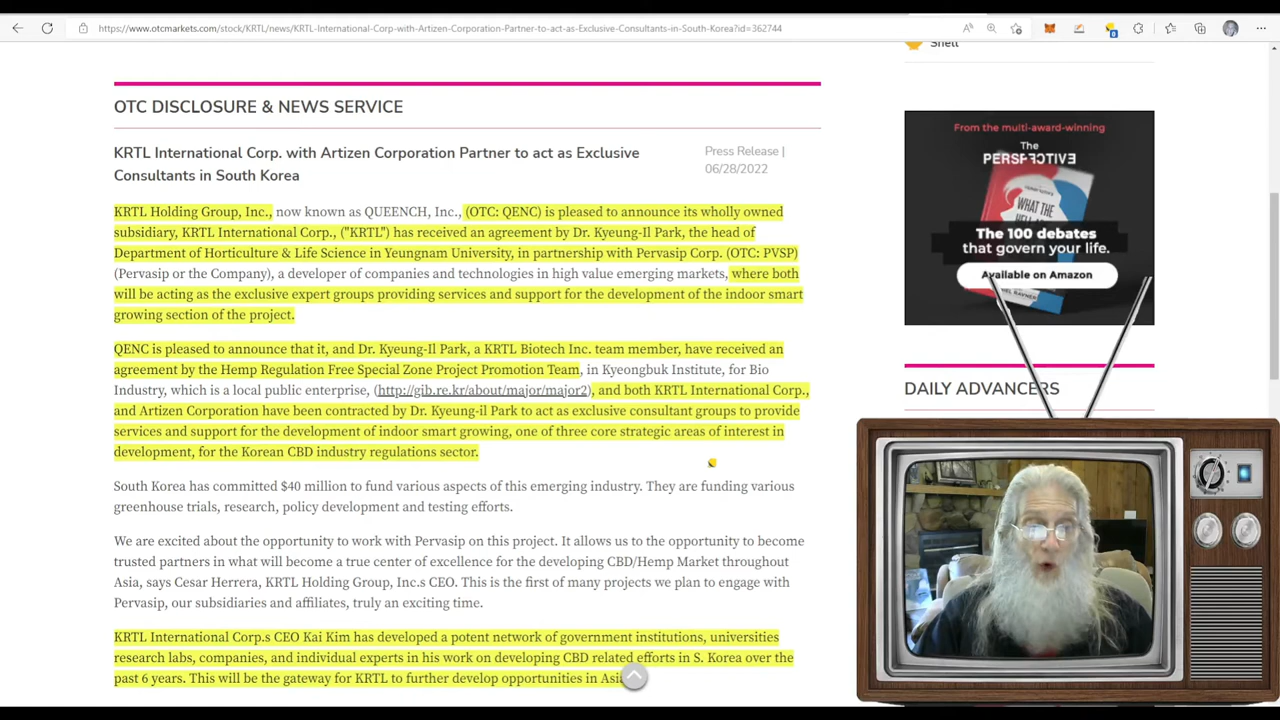 https://www.otcmarkets.com/stock/KRTL/news/KRTL-International-Corp-with-Artizen-Corporation-Partner-to-act-as-Exclusive-Consultants-in-South-Korea?id=362744
Shell
OTC DISCLOSURE & NEWS SERVICE
KRTL International Corp. with Artizen Corporation Partner to act as Exclusive
Consultants in South Korea
Press Release |
06/28/2022
KRTL Holding Group, Inc., now known as QUEENCH, Inc., (OTC: QENC) is pleased to announce its wholly owned
subsidiary, KRTL International Corp., ("KRTL") has received an agreement by Dr. Kyeung-Il Park, the head of
Department of Horticulture & Life Science in Yeungnam University, in partnership with Pervasip Corp. (OTC: PVSP)
(Pervasip or the Company), a developer of companies and technologies in high value emerging markets, where both
will be acting as the exclusive expert groups providing services and support for the development of the indoor smart
growing section of the project.
QENC is pleased to announce that it, and Dr. Kyeung-Il Park, a KRTL Biotech Inc. team member, have received an
agreement by the Hemp Regulation Free Special Zone Project Promotion Team, in Kyeongbuk Institute, for Bio
Industry, which is a local public enterprise, (http://gib.re.kr/about/major/major2), and both KRTL International Corp.,
and Artizen Corporation have been contracted by Dr. Kyeung-il Park to act as exclusive consultant groups to provide
services and support for the development of indoor smart growing, one of three core strategic areas of interest in
development, for the Korean CBD industry regulations sector.
South Korea has committed $40 million to fund various aspects of this emerging industry. They are funding various
greenhouse trials, research, policy development and testing efforts.
We are excited about the opportunity to work with Pervasip on this project. It allows us to the opportunity to become
trusted partners in what will become a true center of excellence for the developing CBD/Hemp Market throughout
Asia, says Cesar Herrera, KRTL Holding Group, Inc.s CEO. This is the first of many projects we plan to engage with
Pervasip, our subsidiaries and affiliates, truly an exciting time.
KRTL International Corp.s CEO Kai Kim has developed a potent network of government institutions, universities
research labs, companies, and individual experts in his work on developing CBD related efforts in S. Korea over the
past 6 years. This will be the gateway for KRTL to further develop opportunities in
From the multi-award-winning
The
PERSPECTIVE
WHAT
THE
The 100 debates
that govern your life.
Available on Amazon
DAILY ADVANCERS